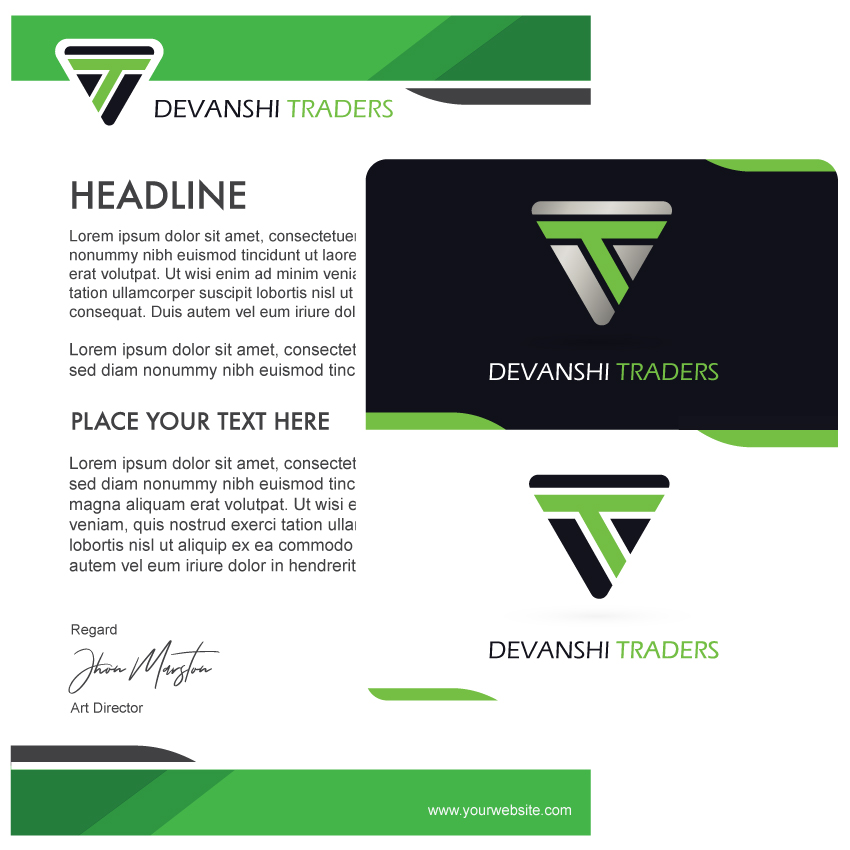 DEVANSHI TRADERS
HEADLINE
Lorem ipsum dolor sit amet, consectetuer
nonummy nibh euismod tincidunt ut laore
erat volutpat. Ut wisi enim ad minim venia
tation ullamcorper suscipit lobortis nisl ut
consequat. Duis autem vel eum iriure dol
Lorem ipsum dolor sit amet, consectet
sed diam nonummy nibh euismod tinc
PLACE YOUR TEXT HERE
Lorem ipsum dolor sit amet, consectet
sed diam nonummy nibh euismod tinc
magna aliquam erat volutpat. Ut wisi e
veniam, quis nostrud exerci tation ullar
lobortis nisl ut aliquip ex ea commodo
autem vel eum iriure dolor in hendrerit
Regard
Jhon Marston
Art Director
www.yourwebsite.com
DEVANSHI TRADERS
DEVANSHI TRADERS